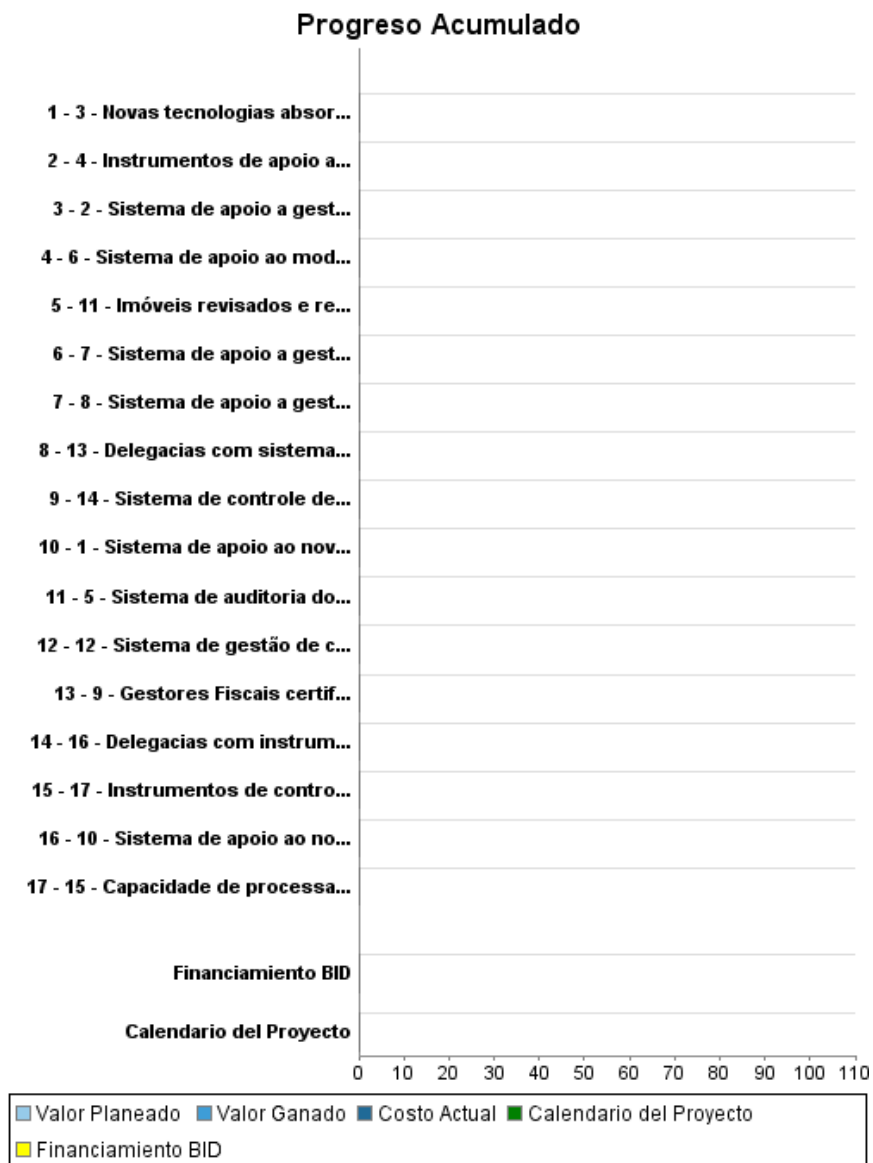 Progreso Acumulado
1 - 3 - Novas tecnologias absor...
2 - 4 - Instrumentos de apoio a...
3 - 2 - Sistema de apoio a gest...
4 - 6 - Sistema de apoio ao mod...
5 - 11 - Imóveis revisados e re...
6 - 7 - Sistema de apoio a gest...
7 - 8 - Sistema de apoio a gest...
8 - 13 - Delegacias com sistema...
9 - 14 - Sistema de controle de...
10 - 1 - Sistema de apoio ao nov...
11 - 5 - Sistema de auditoria do...
12 - 12 - Sistema de gestão de c...
13 - 9 - Gestores Fiscais certif...
14 - 16 - Delegacias com instrum...
15 - 17 - Instrumentos de contro...
16 - 10 - Sistema de apoio ao no...
17 - 15 - Capacidade de processa...
Financiamiento BID
Calendario del Proyecto
0 10 20 30 40 50 60 70 80 90 100 110
Valor Planeado Valor Ganado Costo Actual Calendario del Proyecto
Financiamiento BID